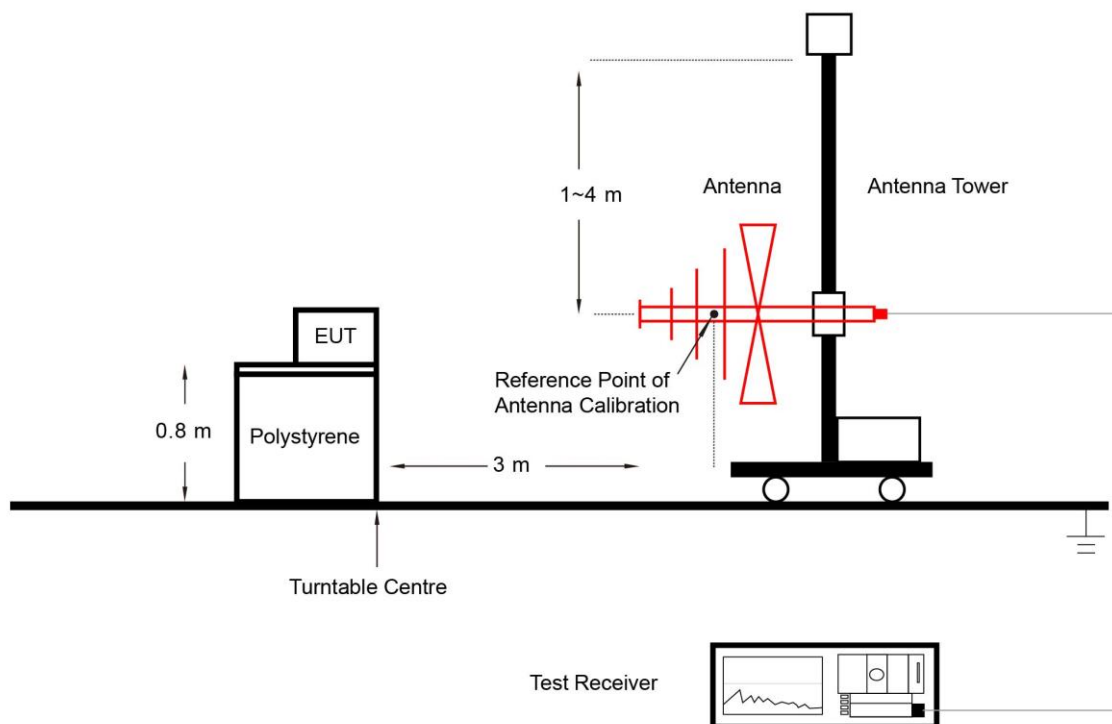 1~4 m
Antenna
Antenna Tower
EUT
Reference Point of
Antenna Calibration
0.8 m
Polystyrene
3 m
Turntable Centre
Test Receiver